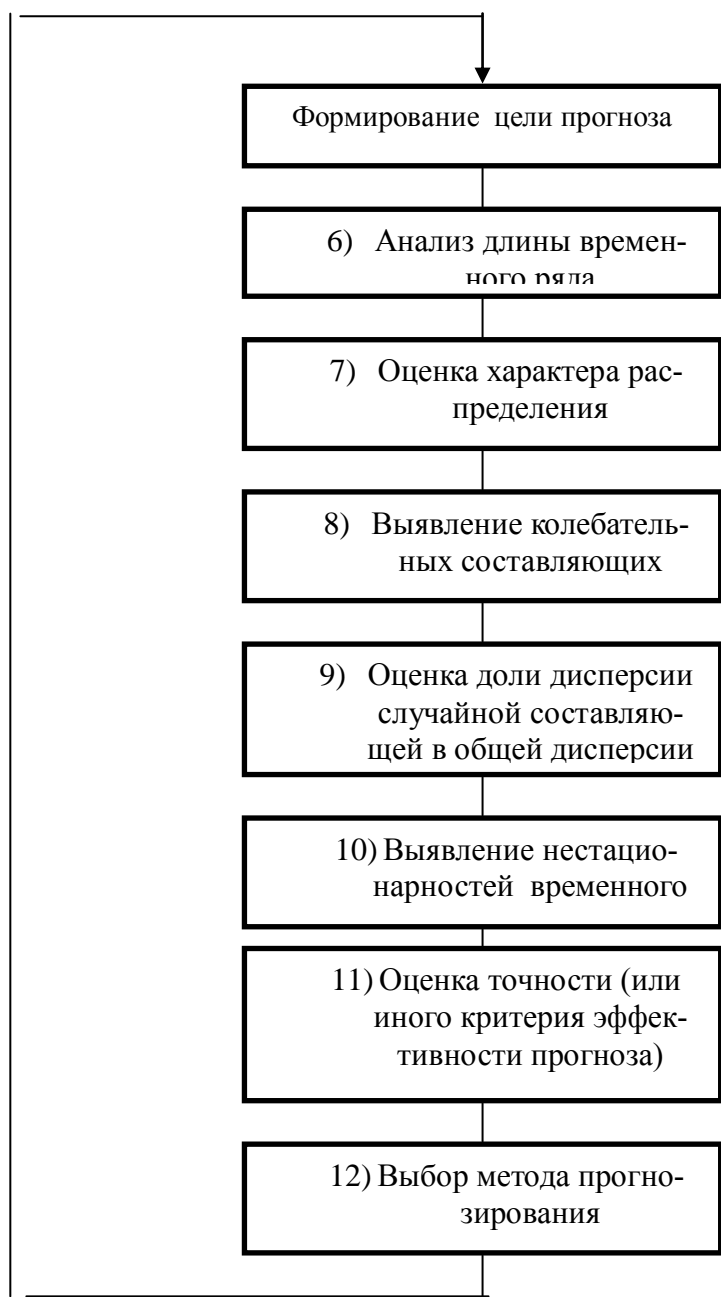 Формирование цели прогноза
6) Анализ длины времен-
ного ряда
7) Оценка характера рас-
пределения
8) Выявление колебатель-
ных составляющих
9) Оценка доли дисперсии
случайной составляю-
щей в общей дисперсии
10) Выявление нестацио-
нарностей временного
11) Оценка точности (или
иного критерия эффек-
тивности прогноза)
12) Выбор метода прогно-
зирования